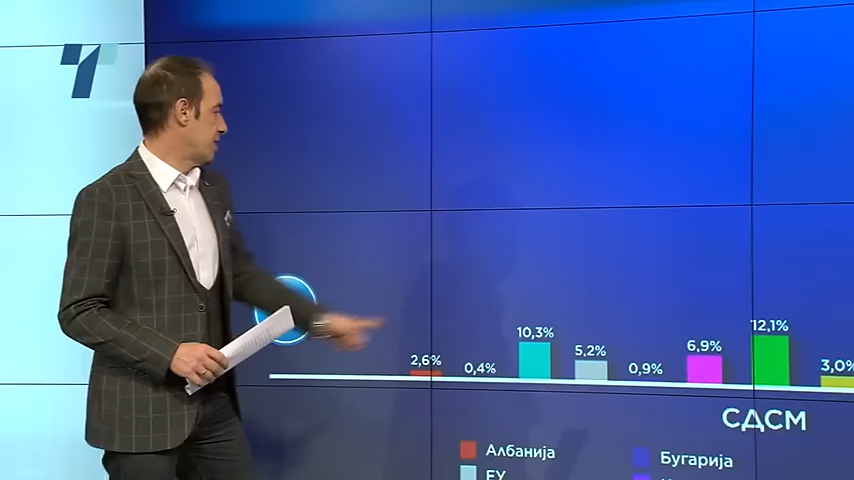 2,6%
0,4%
10,3%
5,2%
0,9%
6,9%
12,1%
3,0%
СДСМ
Албанија
Бугарија
ЕУ